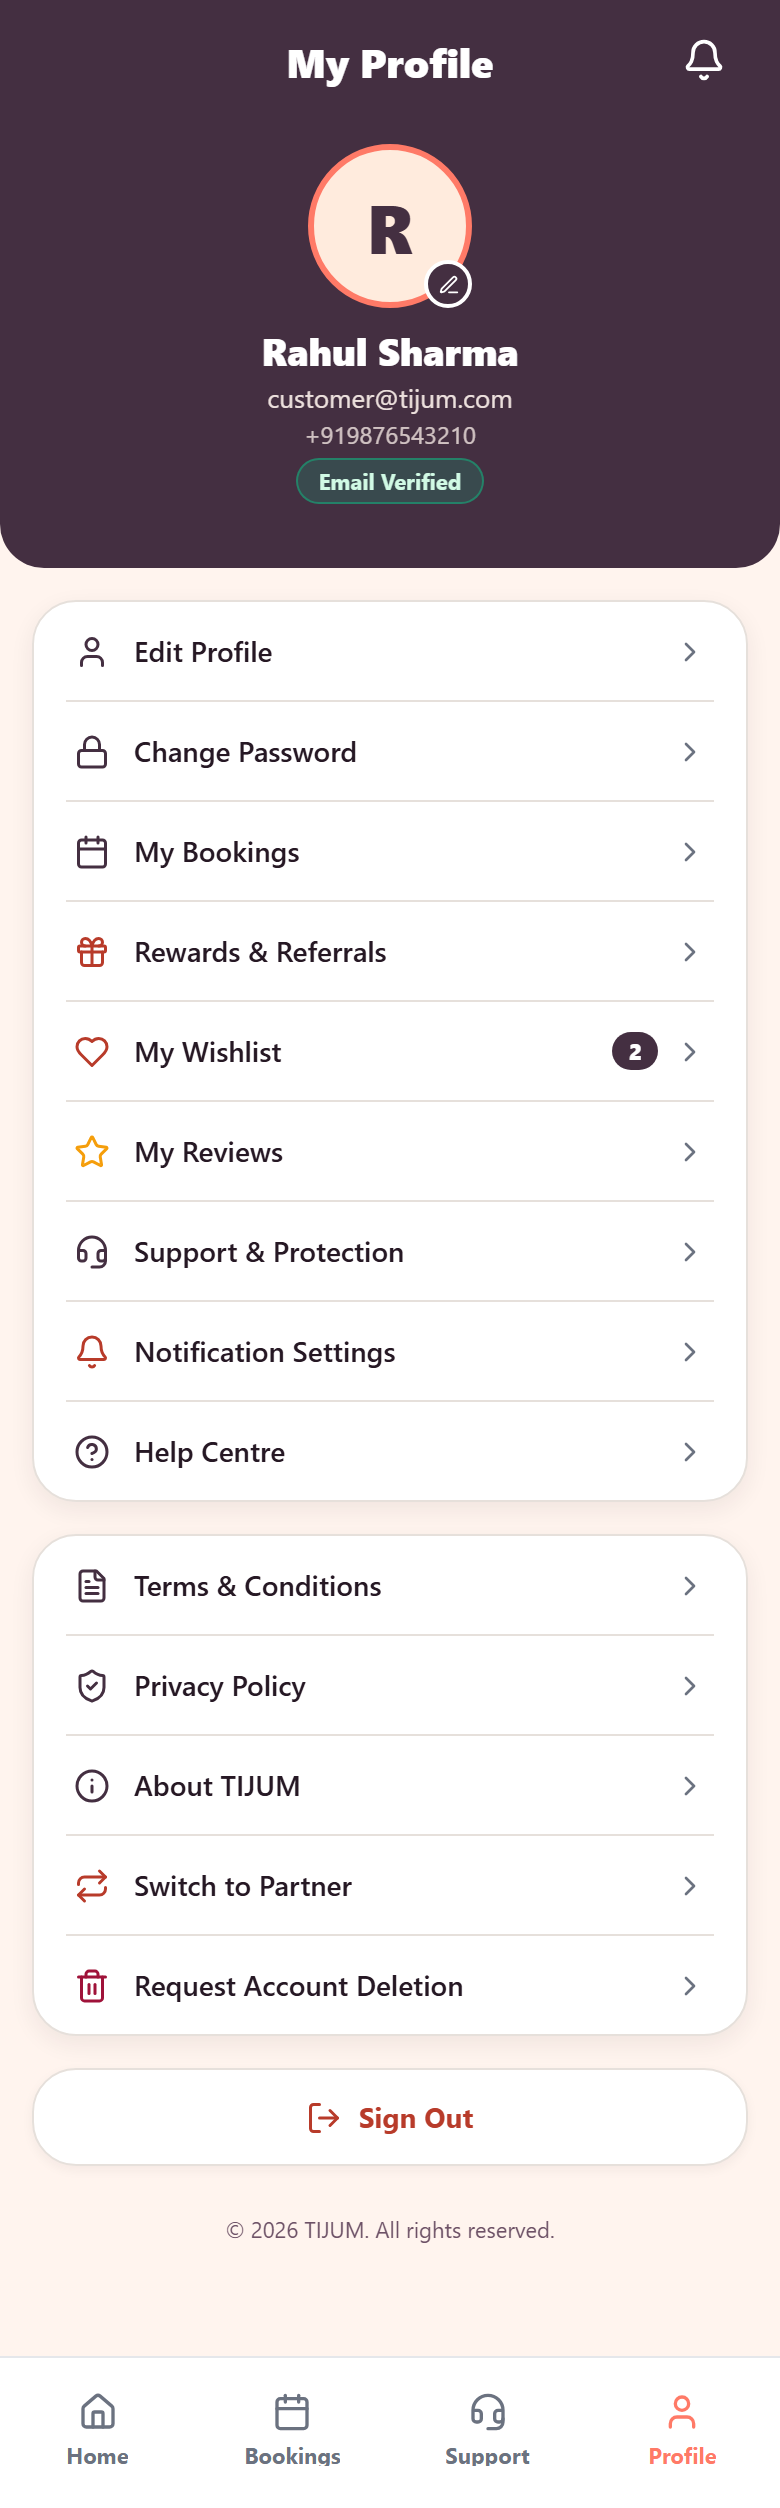 My Profile
R
Rahul Sharma
customer@tijum.com
+919876543210
Email Verified
Edit Profile
Change Password
My Bookings
Rewards & Referrals
My Wishlist 2
My Reviews
Support & Protection
Notification Settings
Help Centre
Terms & Conditions
Privacy Policy
About TIJUM
Switch to Partner
Request Account Deletion
Sign Out
© 2026 TIJUM. All rights reserved.
Home Bookings Support Profile